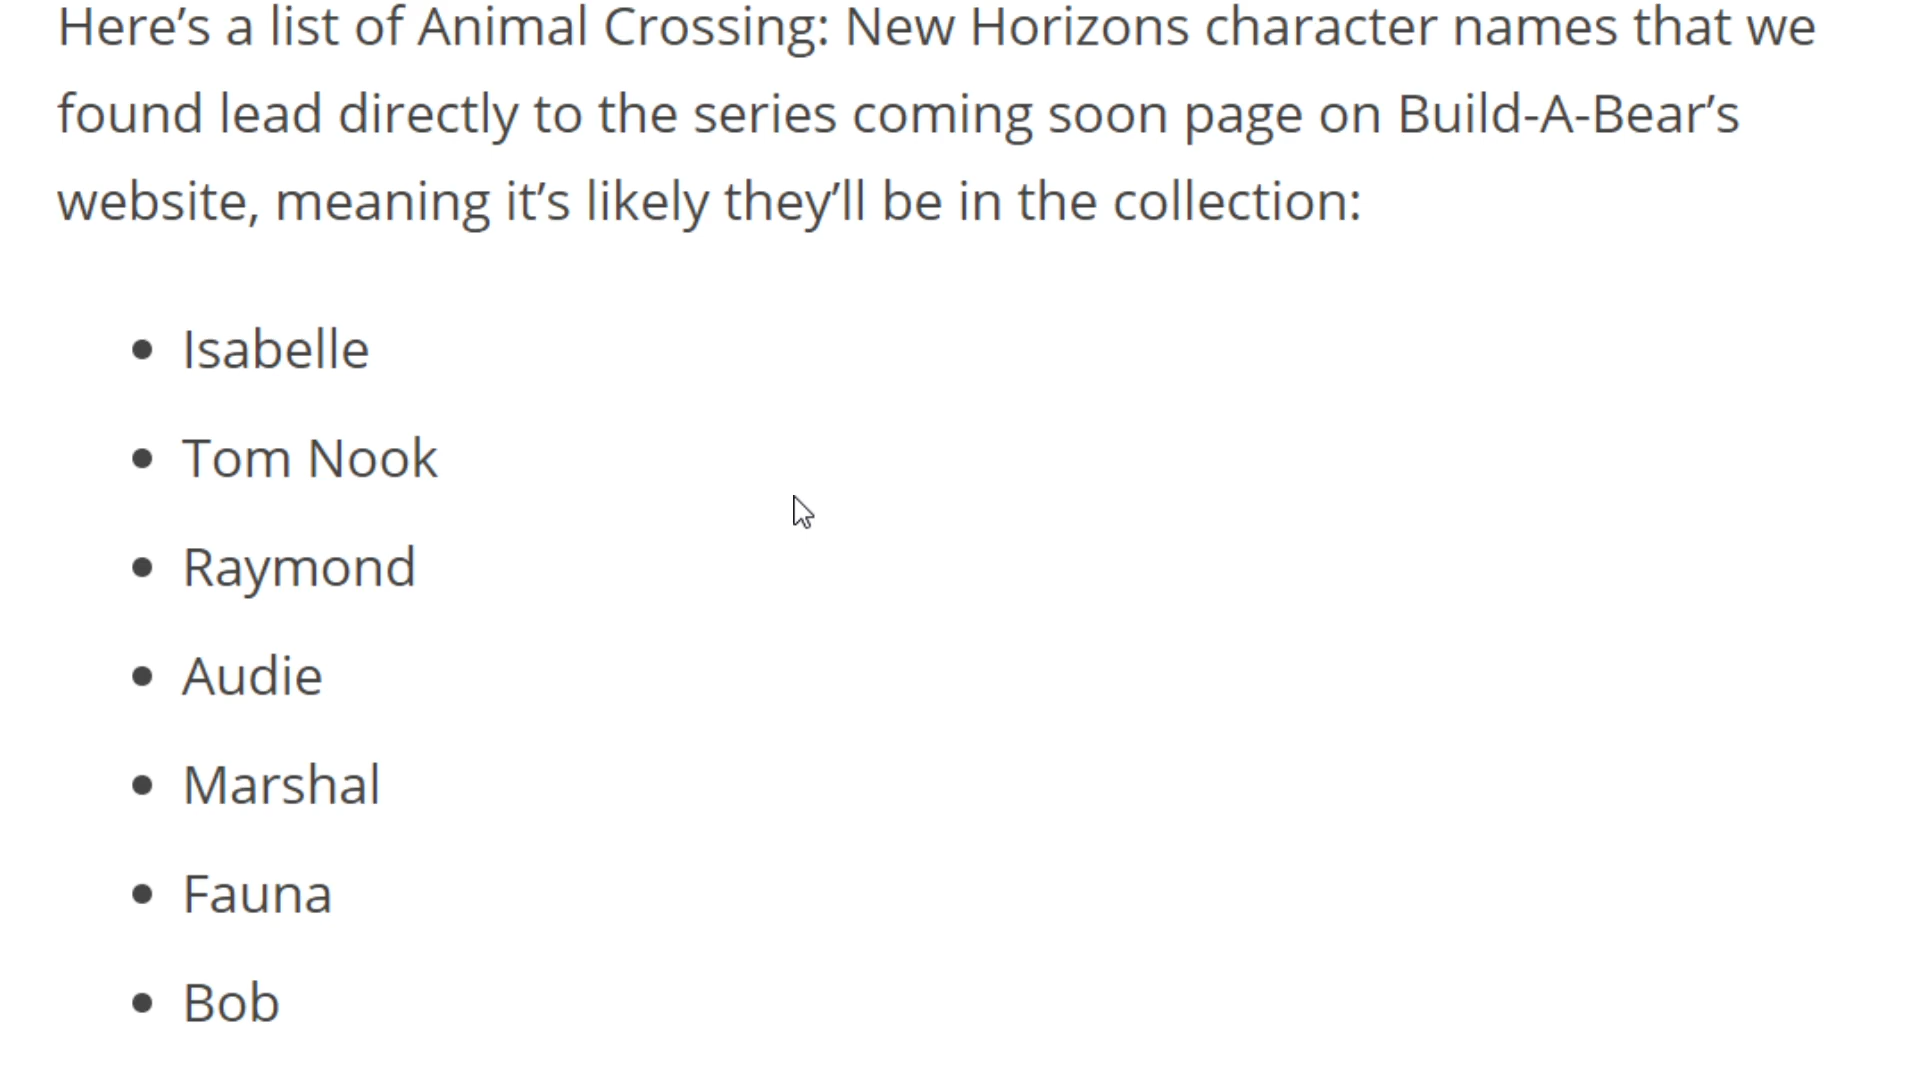 Here’s a list of Animal Crossing: New Horizons character names that we
found lead directly to the series coming soon page on Build-A-Bear’s
website, meaning it’s likely they’ll be in the collection:
• Isabelle
• Tom Nook
• Raymond
• Audie
• Marshal
• Fauna
• Bob